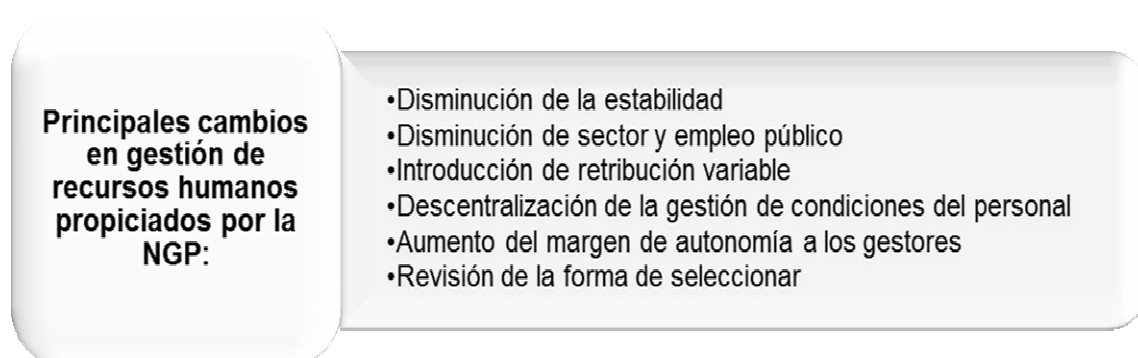 Principales cambios
en gestión de
recursos humanos
propiciados por la
NGP:
•Disminución de la estabilidad
•Disminución de sector y empleo público
•Introducción de retribución variable
•Descentralización de la gestión de condiciones del personal
•Aumento del margen de autonomía a los gestores
•Revisión de la forma de seleccionar